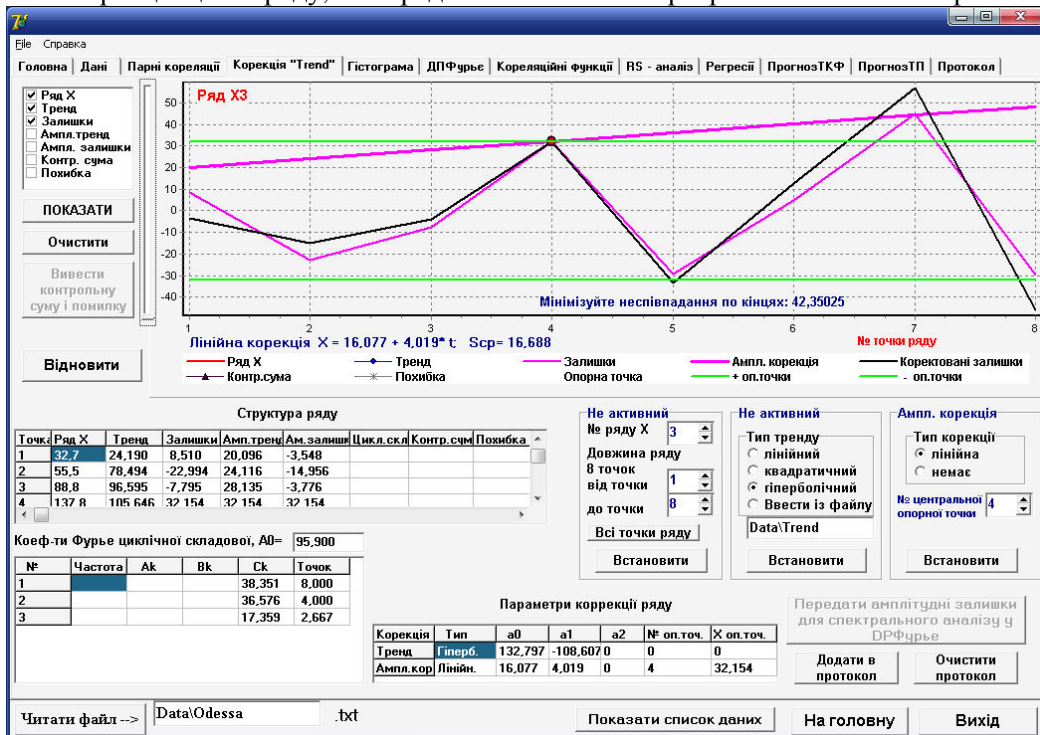 File Справка
Головна Дані Парні кореляції Корекція "Trend" Гістограма ДПФурье Кореляційні функції RS - аналіз Регресії ПрогнозТКФ ПрогнозТП Протокол
Ряд X
Тренд
Залишки
Ампл.тренд
Ампл. залишки
Контр. сума
Похибка
ПОКАЗАТИ
Очистити
Вивести
контрольну
суму і помилку
Відновити
Ряд X3
50
40
30
20
10
0
-10
-20
-30
-40
Мінімізуйте неспівпадання по кінцях: 42,35025
1 2 3 4 5 6 7 8
Лінійна корекція X = 16,077 + 4,019* t; Sср= 16,688
№ точки ряду
Ряд X Тренд Залишки Ампл. корекція Коректовані залишки
Контр.сума Похибка Опорна точка + оп.точки - оп.точки
Структура ряду
Точка Ряд X Тренд Залишки Амп.тренд Ам.залишк Цикл.скл Контр.сум Похибка
1 32,7 24,190 8,510 20,096 -3,548
2 55,5 78,494 -22,994 24,116 -14,956
3 88,8 96,595 -7,795 28,135 -3,776
4 137,8 105,646 32,154 32,154 32,154
Коеф-ти Фурье циклічної складової, A0= 95,900
№ Частота Ak Bk Ck Точок
1 38,351 8,000
2 36,576 4,000
3 17,359 2,667
Не активний
№ ряду X 3
Довжина ряду
8 точок
від точки 1
до точки 8
Всі точки ряду
Встановити
Не активний
Тип тренду
лінійний
квадратичний
гіперболічний
Ввести із файлу
Data\Trend
Встановити
Ампл. корекція
Тип корекції
лінійна
немає
№ центральної
опорної точки 4
Встановити
Параметри коррекції ряду
Корекція Тип a0 a1 a2 № оп.точ. X оп.точ.
Тренд Гіперб. 132,797 -108,607 0 0 0
Ампл.кор Лінійн. 16,077 4,019 0 4 32,154
Передати амплітудні залишки
для спектрального аналізу у
DPФурье
Додати в
протокол
Очистити
протокол
Читати файл --> Data\Odessa .txt Показати список даних На головну Вихід